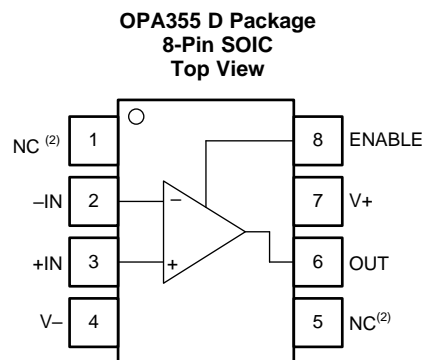 OPA355 D Package
8-Pin SOIC
Top View
NC (2) 1
8 ENABLE
–IN 2
–
7 V+
+IN 3
+
6 OUT
V– 4
5 NC(2)